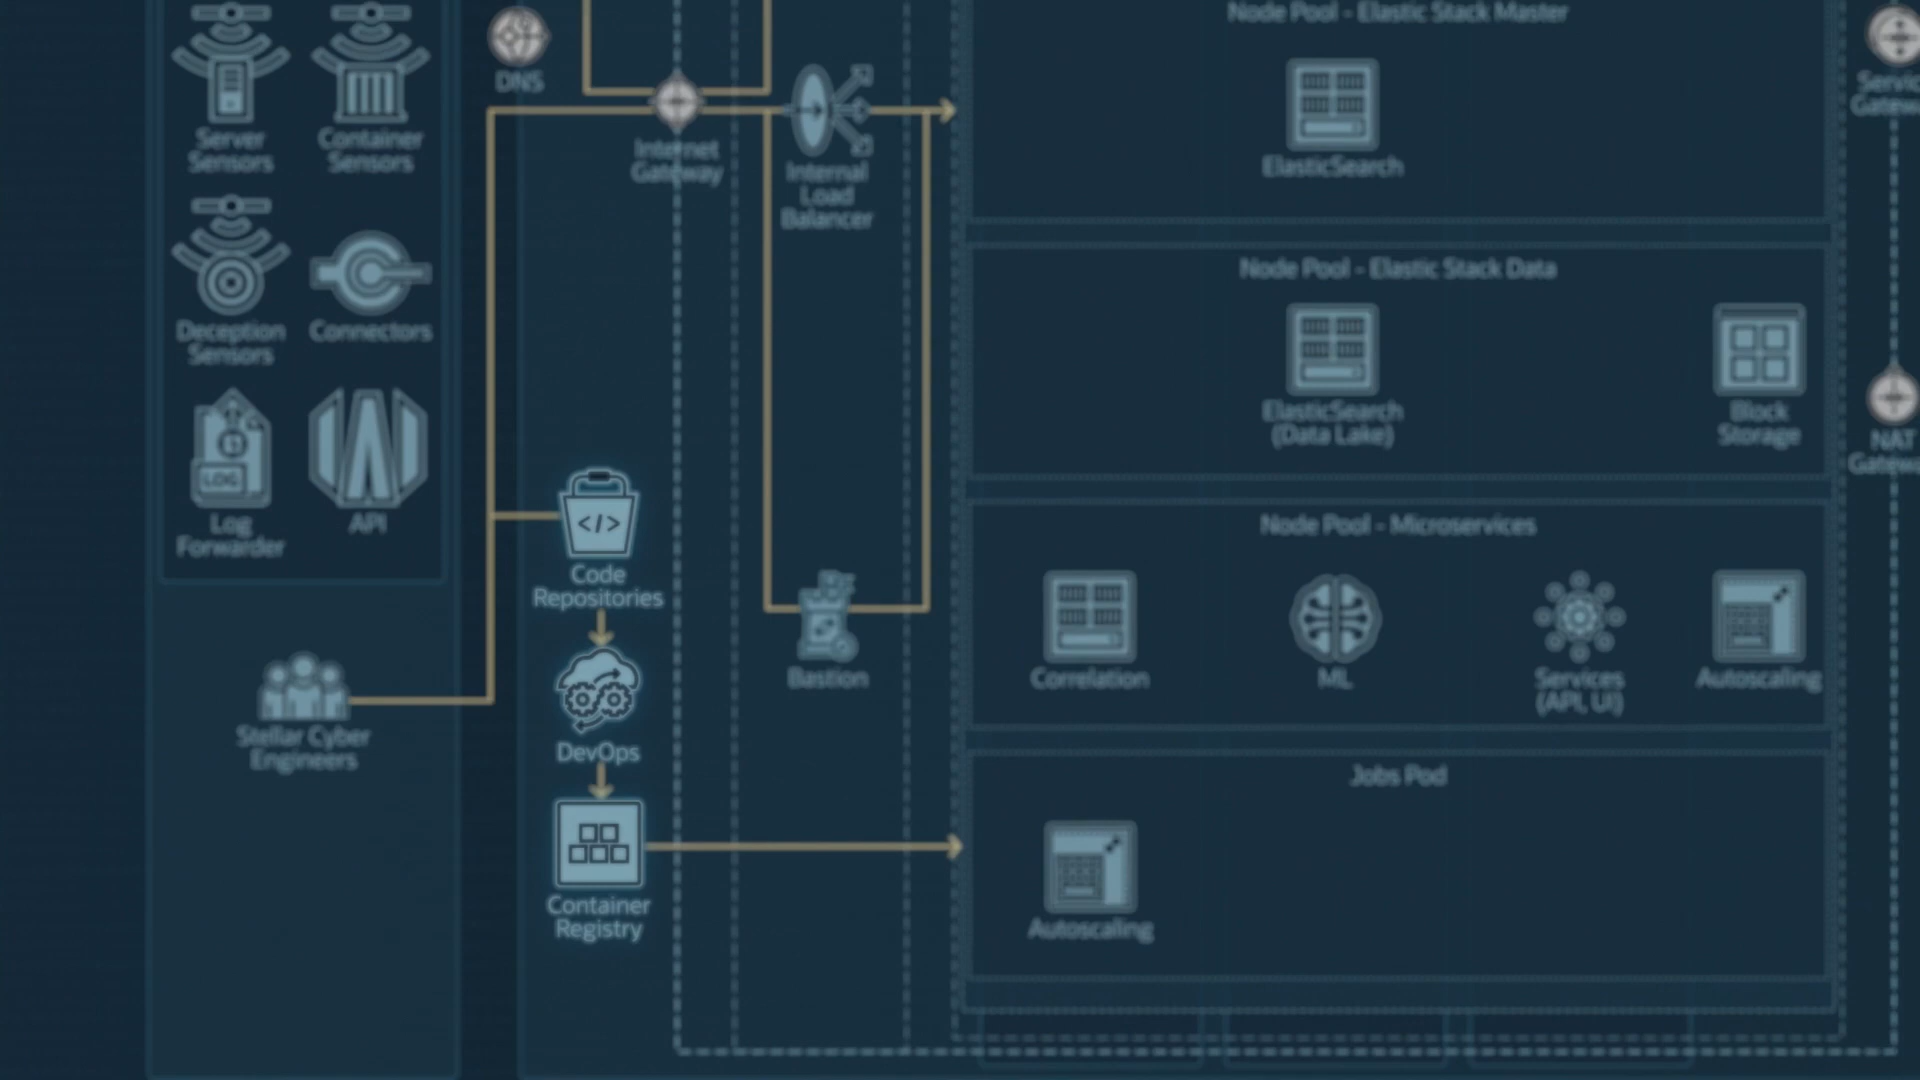 Node Pool - Elastic Stack Master
DNS
Server
Sensors
Container
Sensors
Internet
Gateway
Internal
Load
Balancer
ElasticSearch
Node Pool - Elastic Stack Data
Deception
Sensors
Connectors
ElasticSearch
(Data Lake)
Block
Storage
NAT
LOG
Log
Forwarder
API
</>
Code
Repositories
Node Pool - Microservices
Bastion
Correlation
ML
Services
(API, UI)
Autoscaling
Stellar Cyber
Engineers
DevOps
Jobs Pod
Container
Registry
Autoscaling